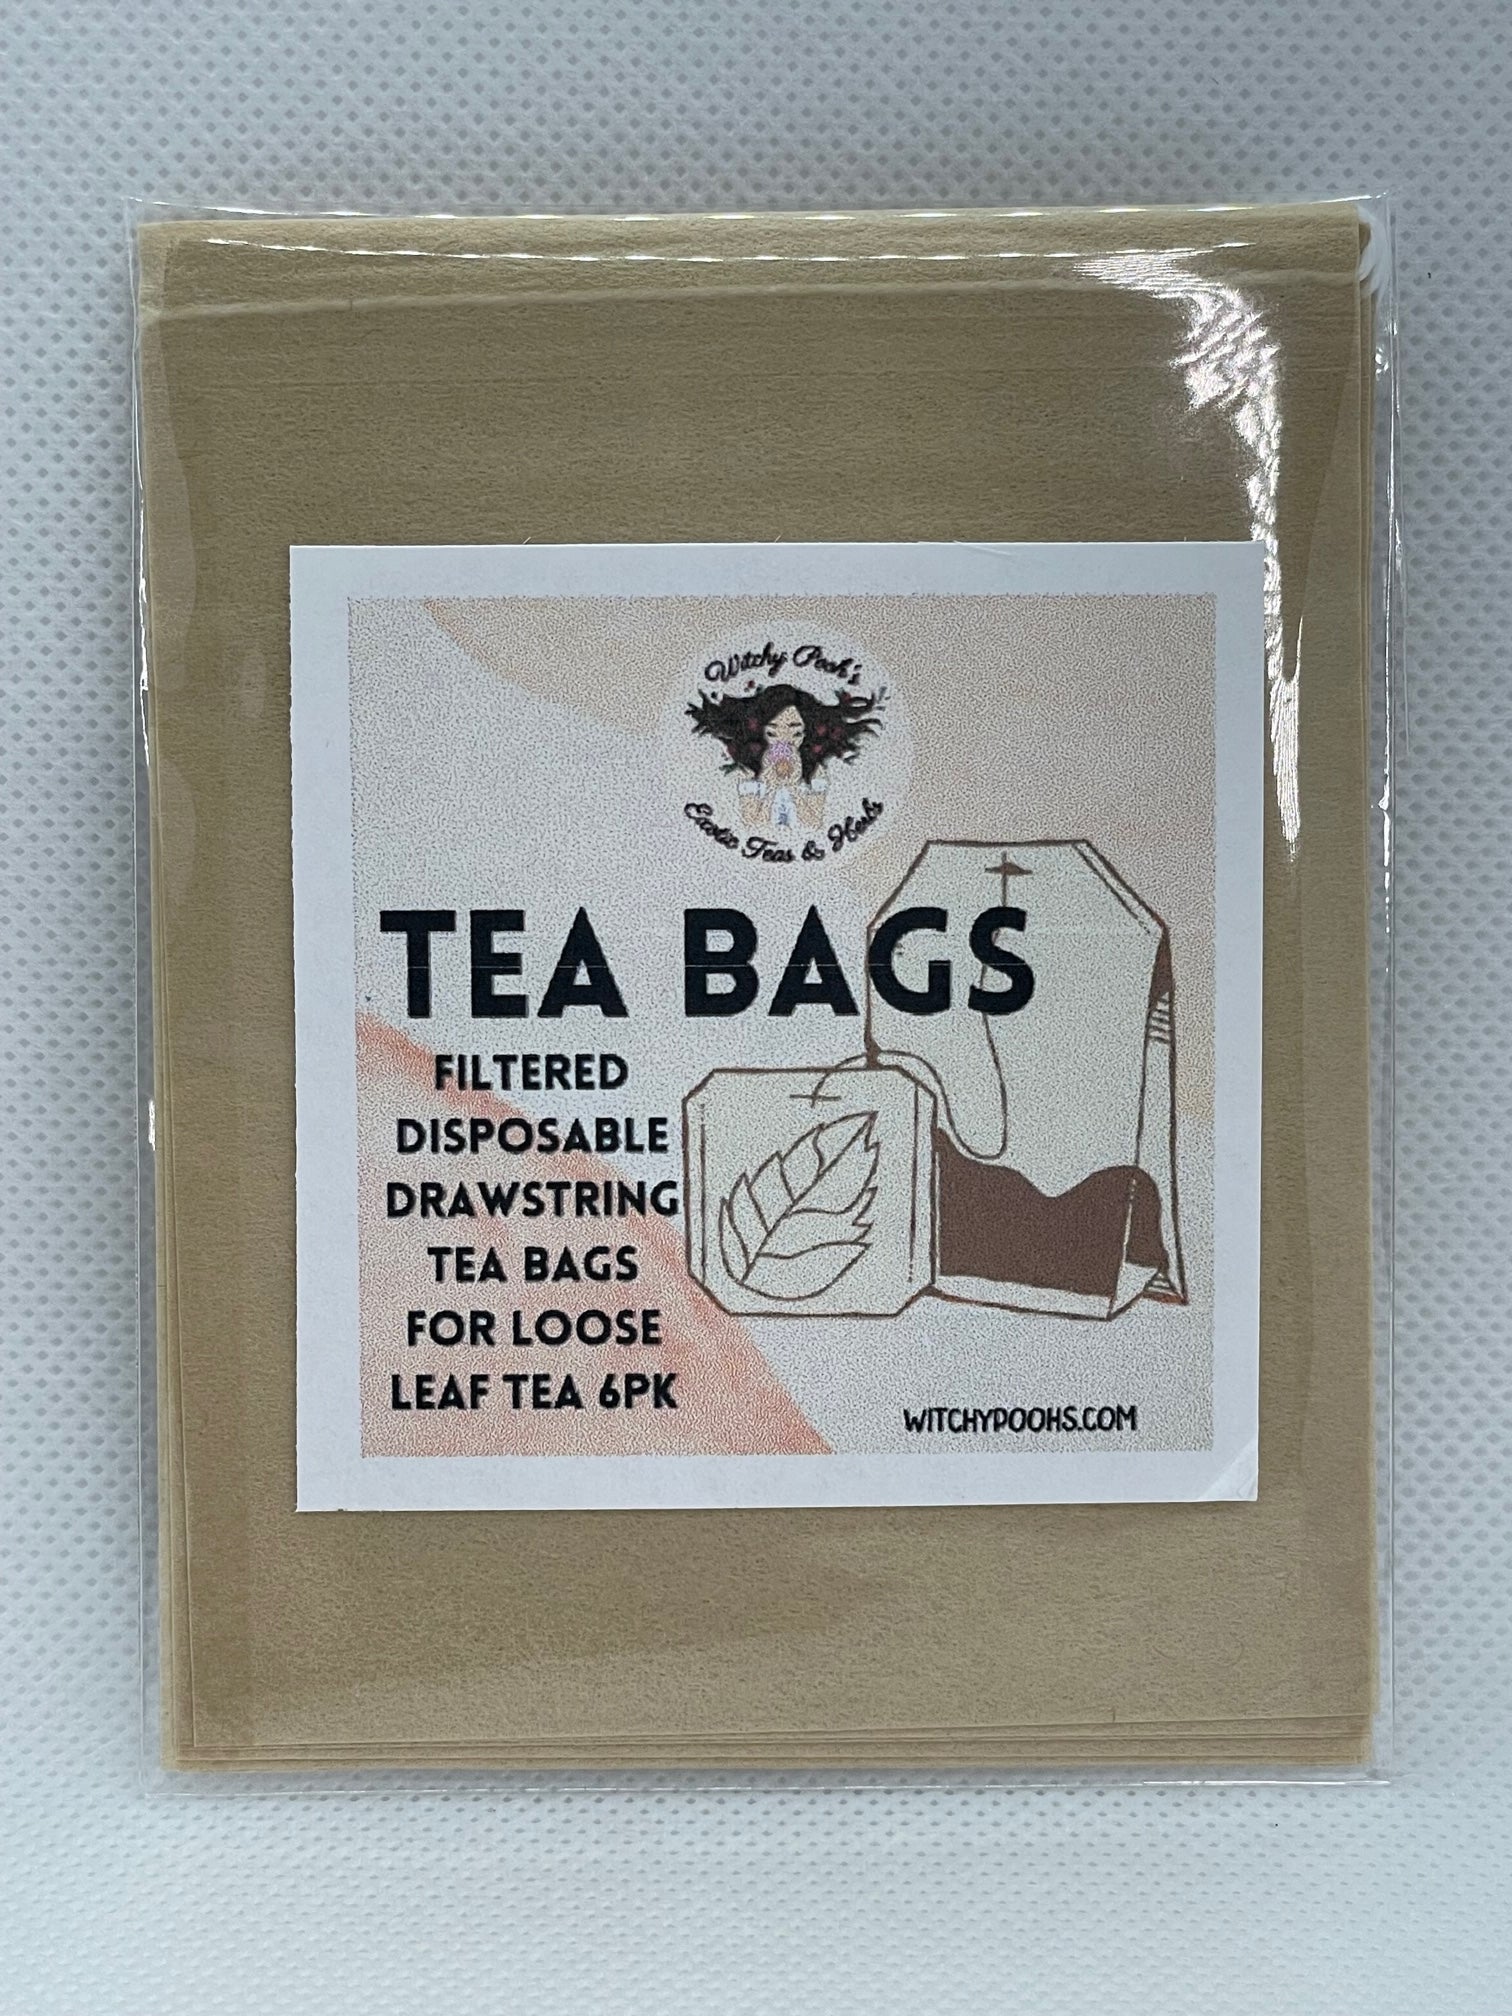 Witchy Pooh's
Exotic Teas & Herbs
TEA BAGS
FILTERED
DISPOSABLE
DRAWSTRING
TEA BAGS
FOR LOOSE
LEAF TEA 6PK
WITCHYPOOHS.COM